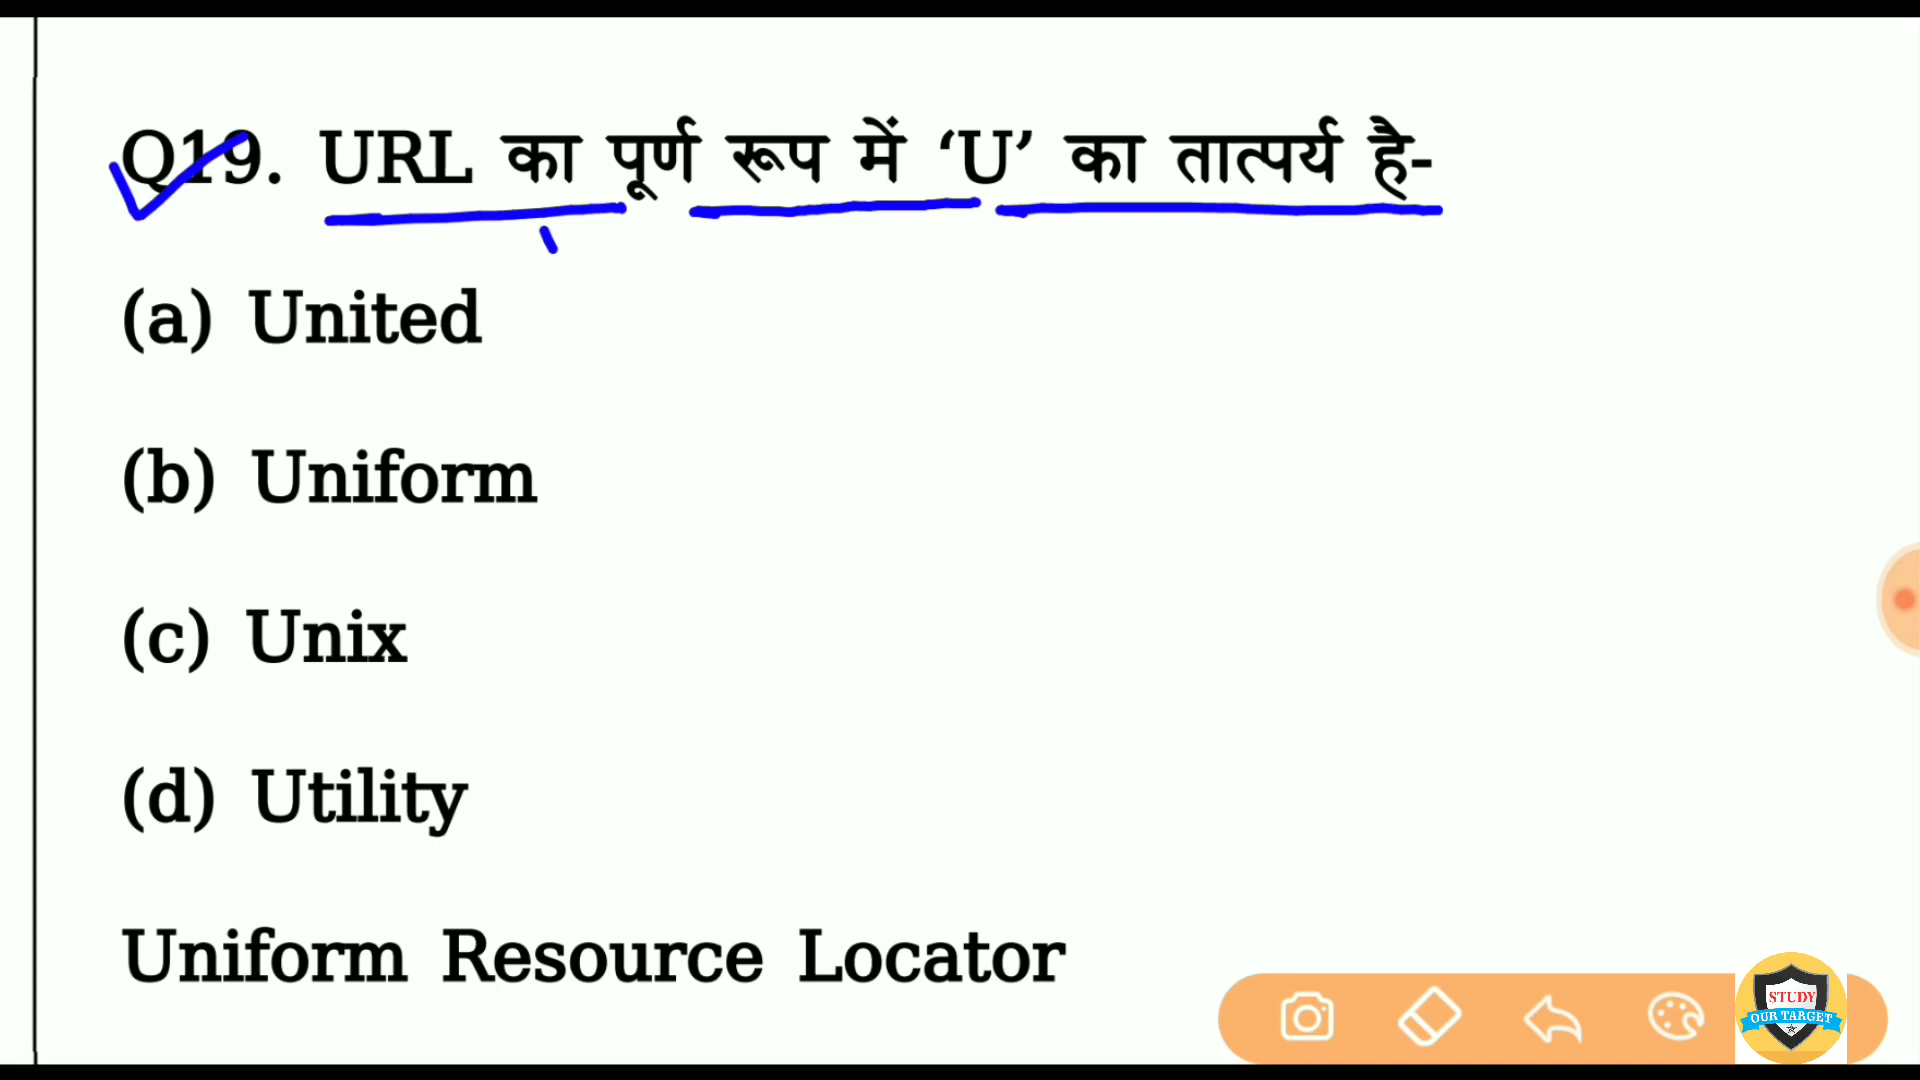 Q19. URL का पूर्ण रूप में ‘U’ का तात्पर्य है-
(a) United
(b) Uniform
(c) Unix
(d) Utility
Uniform Resource Locator
STUDY
OUR TARGET